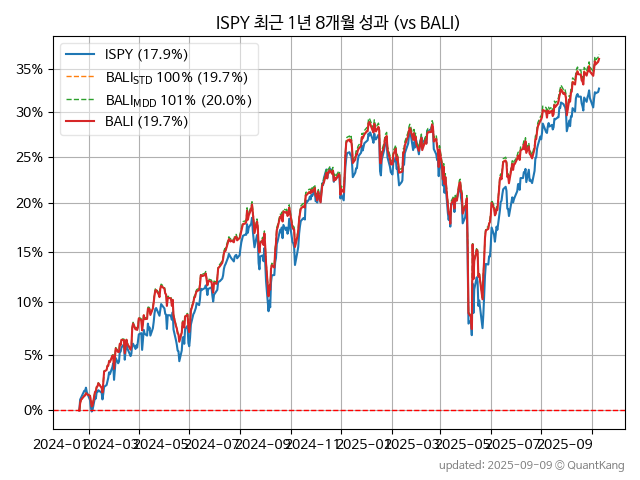 ISPY 최근 1년 8개월 성과 (vs BALI)
ISPY (17.9%)
BALI_STD 100% (19.7%)
BALI_MDD 101% (20.0%)
BALI (19.7%)
35%
30%
25%
20%
15%
10%
5%
0%
2024-01 2024-03 2024-05 2024-07 2024-09 2024-11 2025-01 2025-03 2025-05 2025-07 2025-09
updated: 2025-09-09 © QuantKang